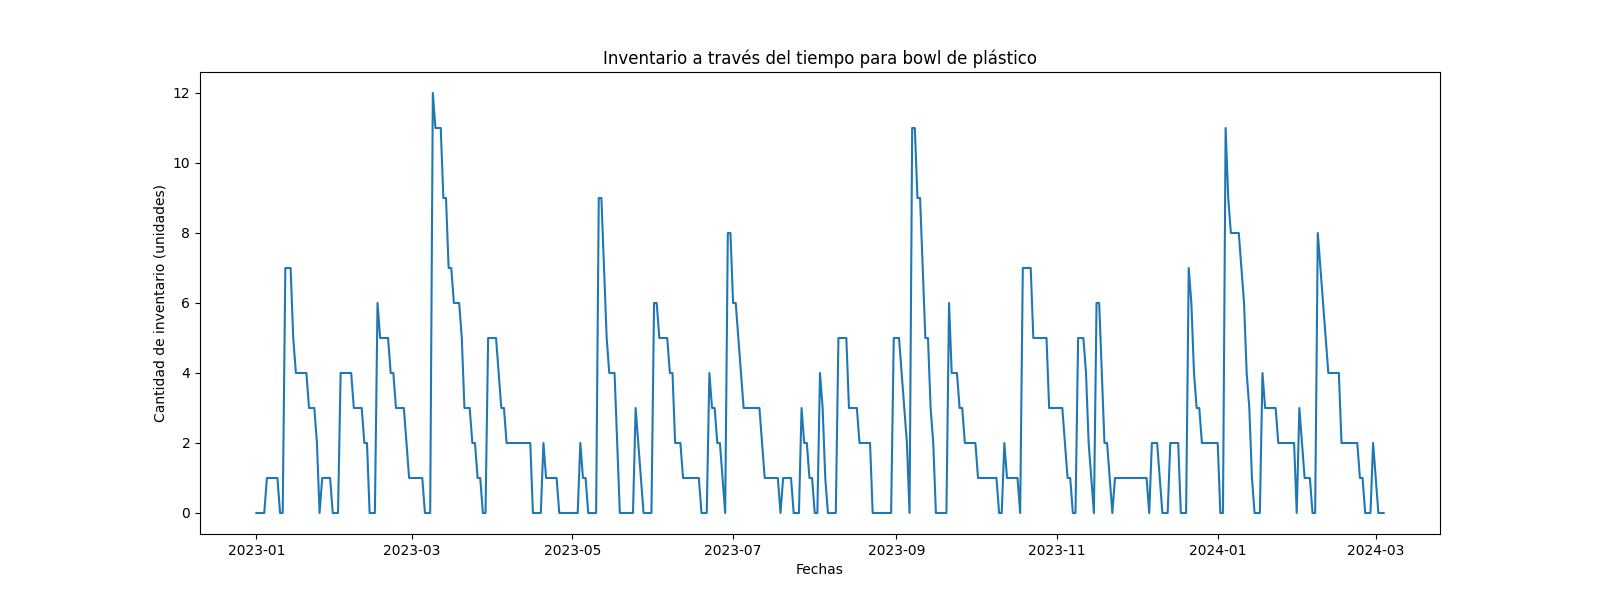 Inventario a través del tiempo para bowl de plástico
Cantidad de inventario (unidades)
12
10
8
6
4
2
0
2023-01 2023-03 2023-05 2023-07 2023-09 2023-11 2024-01 2024-03
Fechas